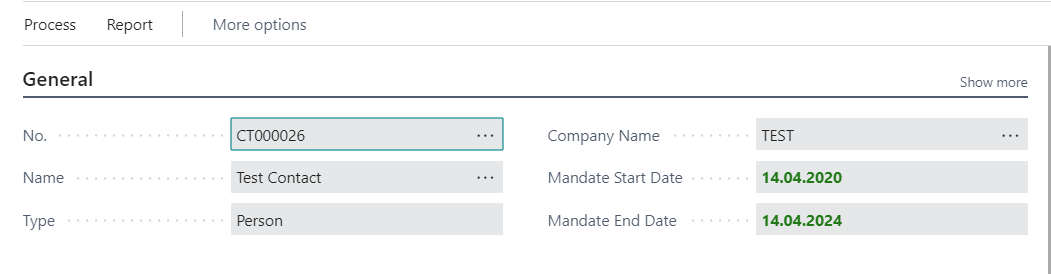 Process Report More options
General Show more
No. CT000026 ... Company Name TEST ...
Name Test Contact ... Mandate Start Date 14.04.2020
Type Person Mandate End Date 14.04.2024